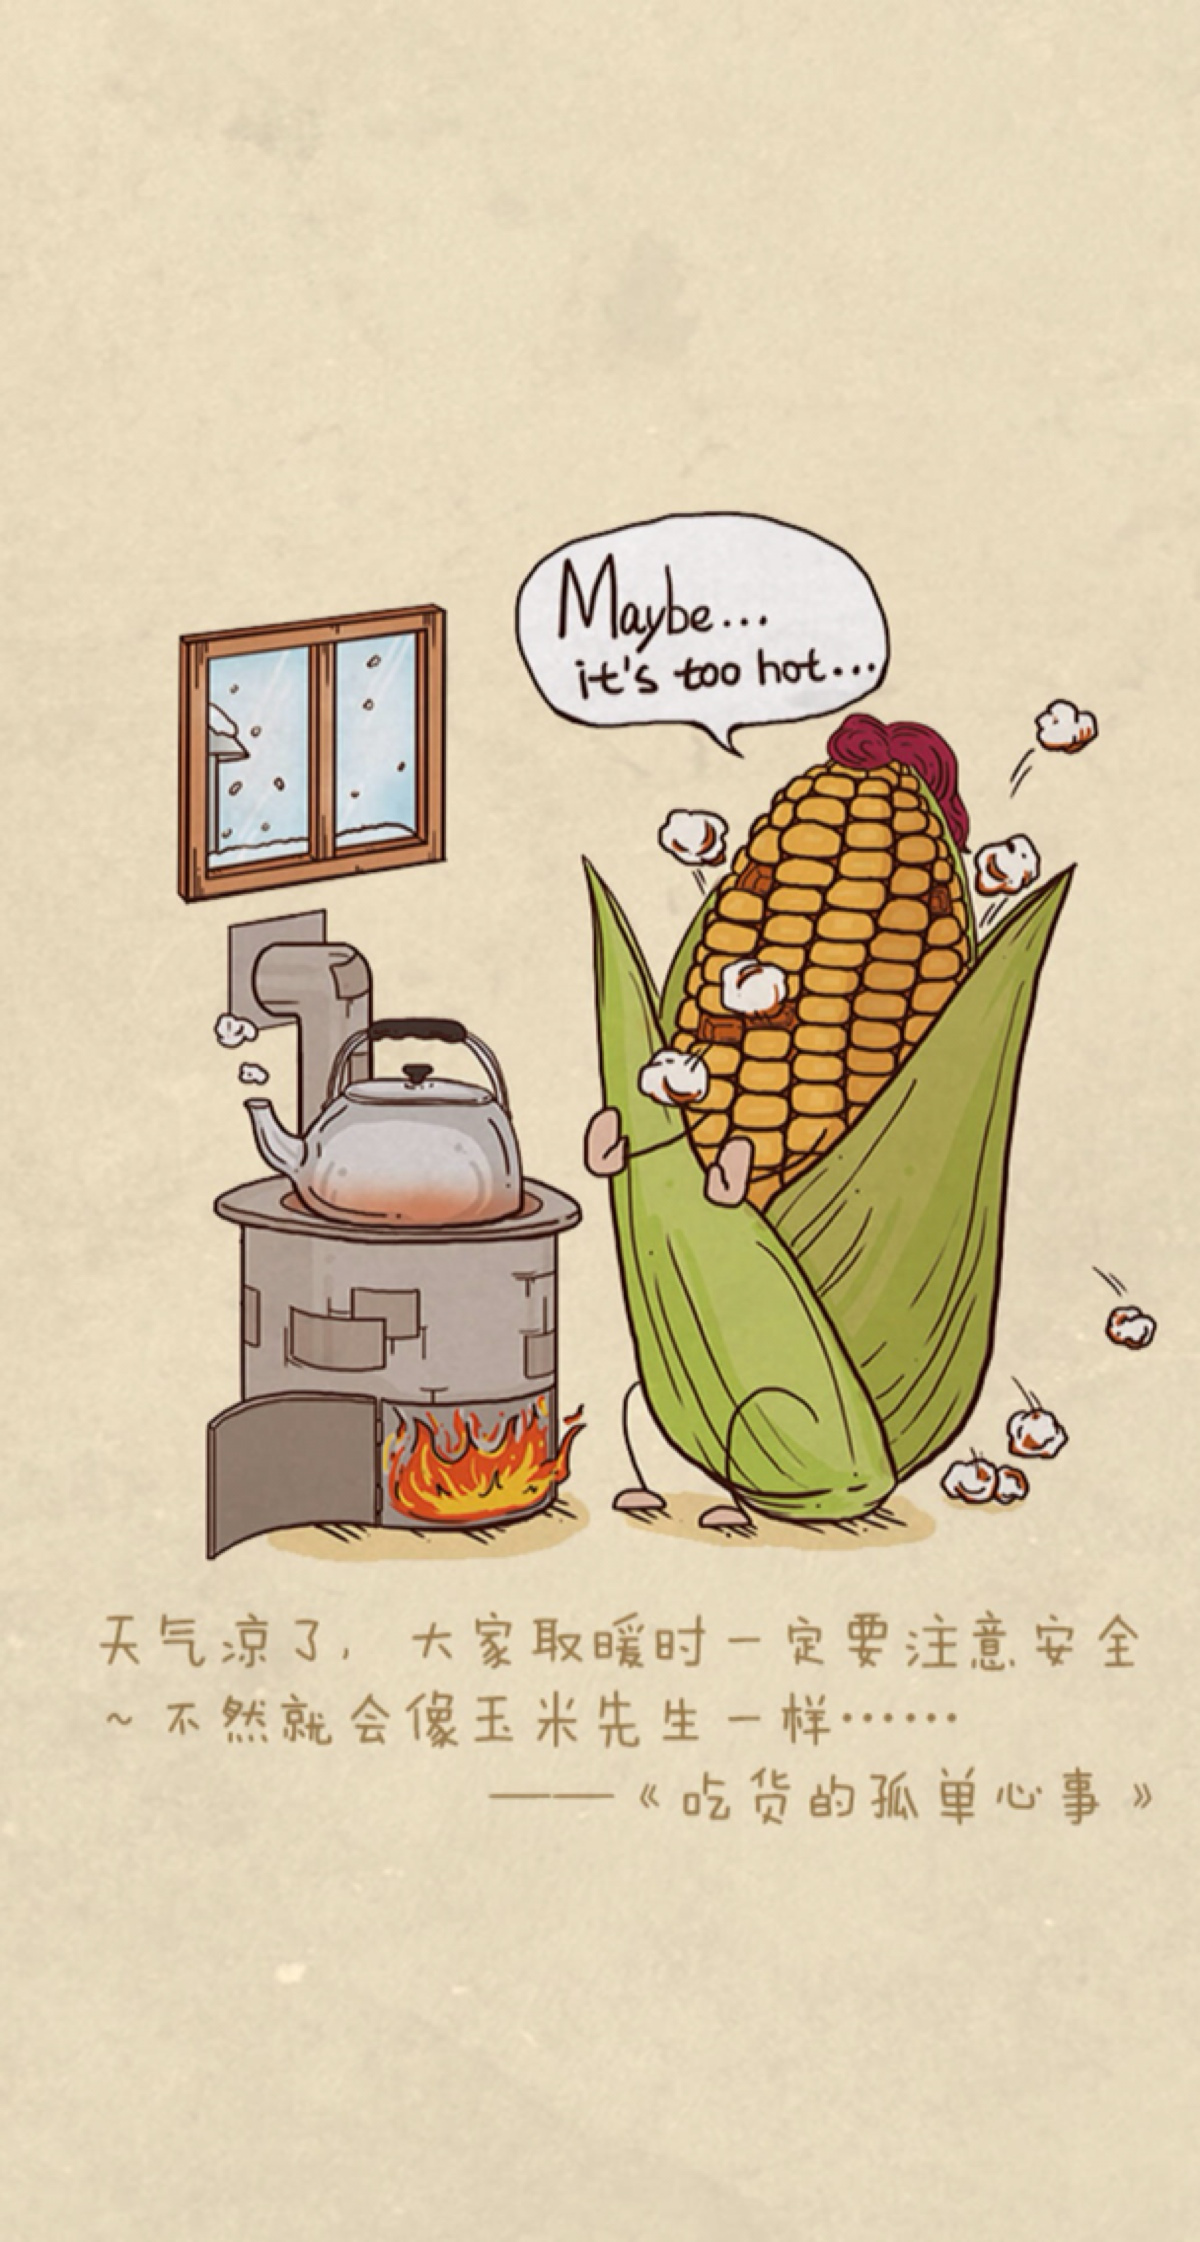 Maybe...
it's too hot...
天气凉了，大家取暖时一定要注意安全
~不然就会像玉米先生一样……
——《吃货的孤单心事》